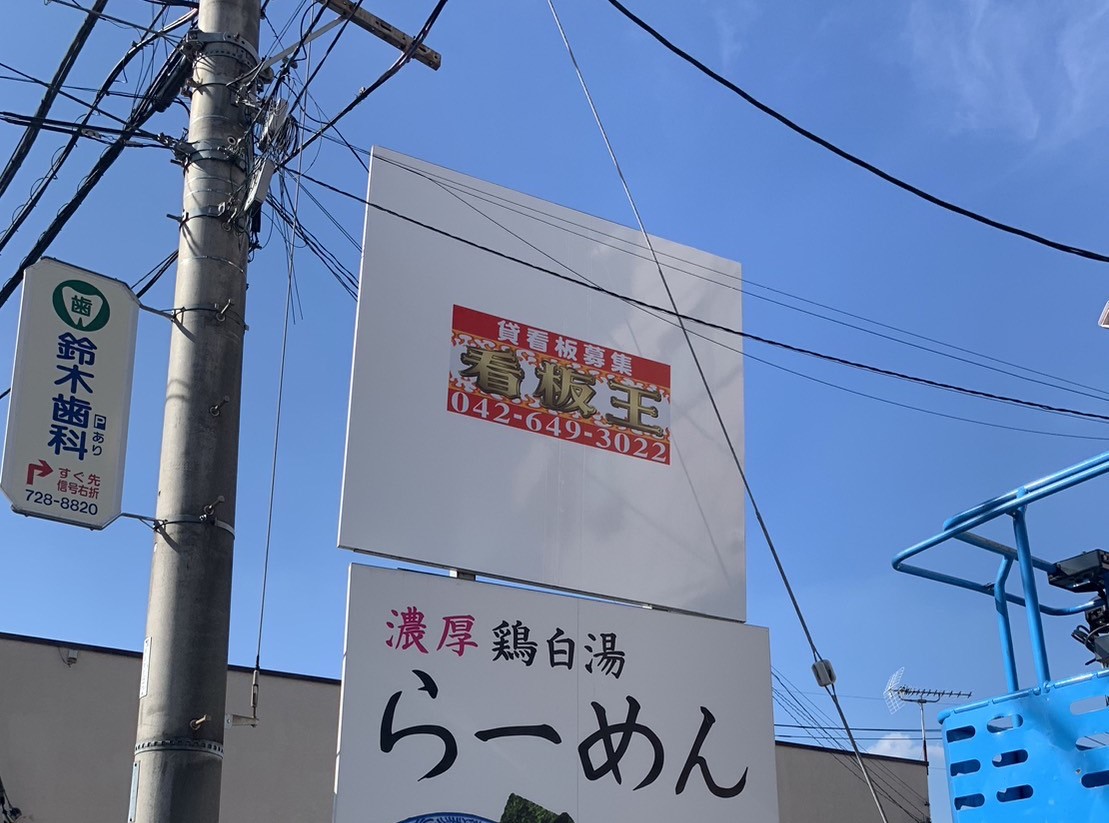 歯
鈴木歯科
Pあり
すぐ先
信号右折
728-8820
貸看板募集
看板王
042-649-3022
濃厚 鶏白湯
らーめん